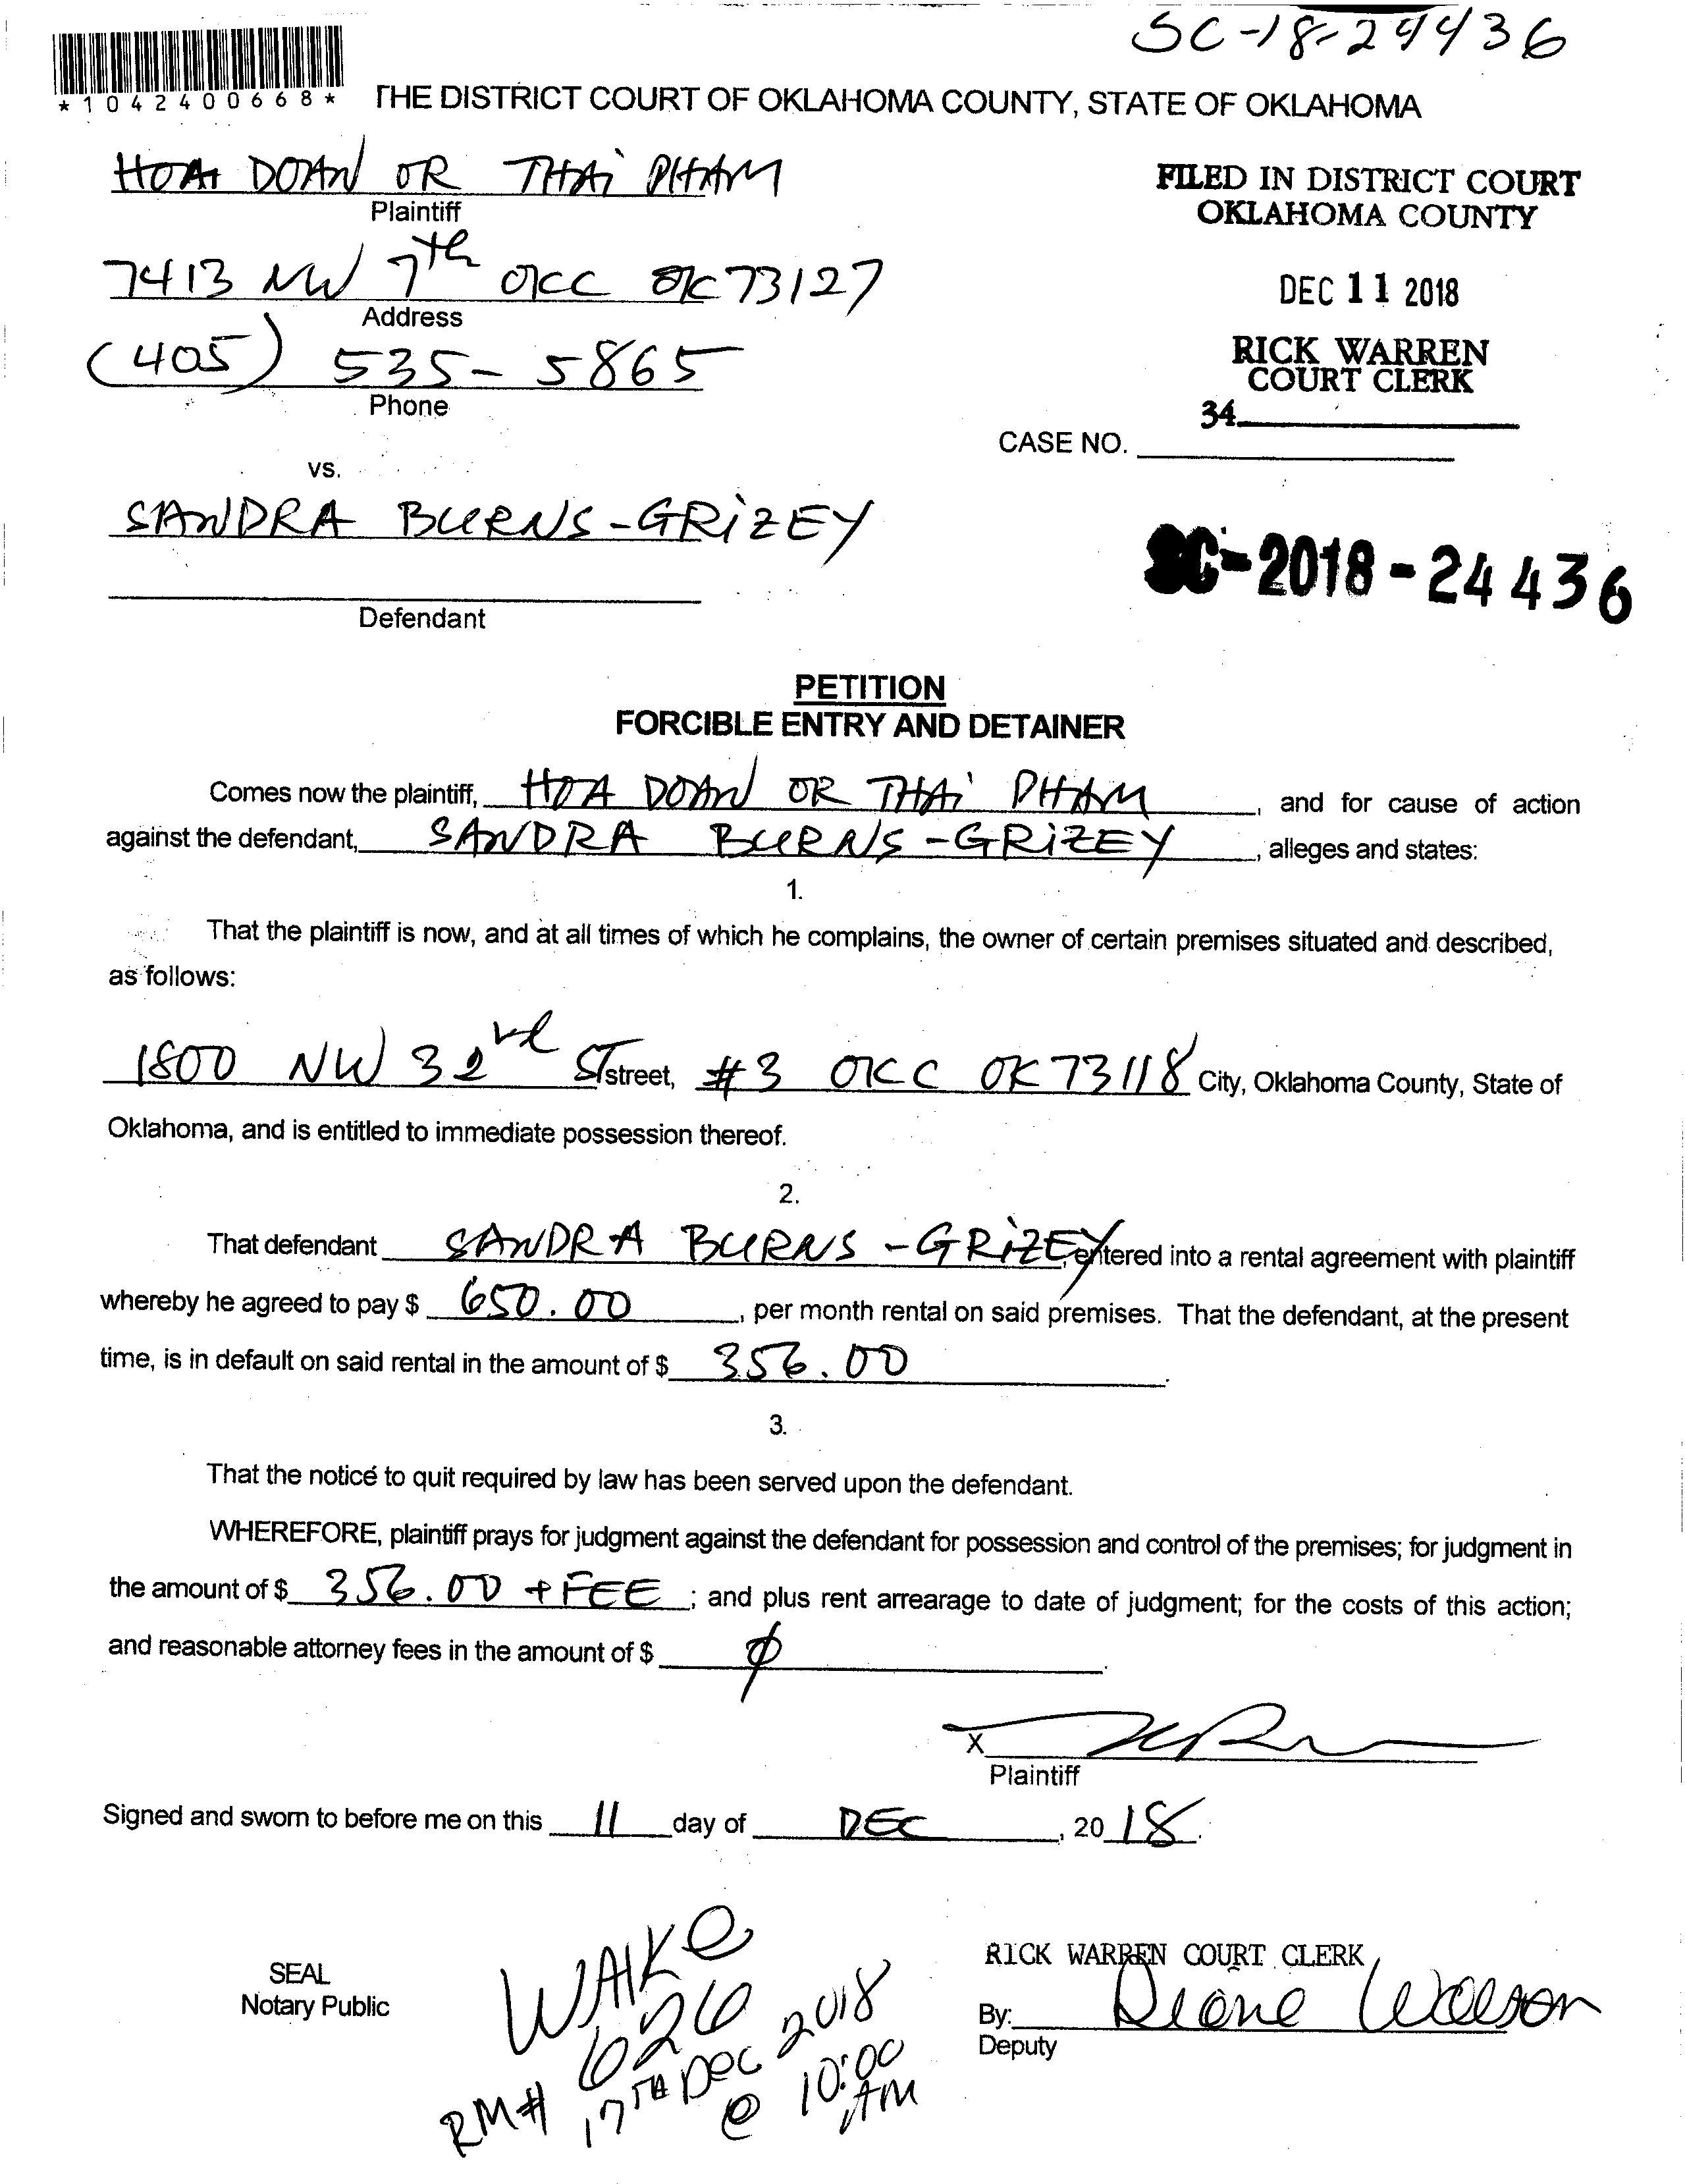 SC-18-24436
*1042400668*
THE DISTRICT COURT OF OKLAHOMA COUNTY, STATE OF OKLAHOMA
HOA DOAN OR THAi PHAM
Plaintiff
FILED IN DISTRICT COURT
OKLAHOMA COUNTY
7413 NW 7th OKC OK 73127
Address
DEC 11 2018
(405) 535-5865
Phone
RICK WARREN
COURT CLERK
34
CASE NO.
vs.
SANDRA BURNS-GRiZEY
Defendant
SC-2018-24436
PETITION
FORCIBLE ENTRY AND DETAINER
Comes now the plaintiff, HOA DOAN OR THAi PHAM, and for cause of action
against the defendant, SANDRA BURNS-GRiZEY, alleges and states:
1.
That the plaintiff is now, and at all times of which he complains, the owner of certain premises situated and described,
as follows:
1800 NW 32rd ST street, #3 OKC OK 73118 City, Oklahoma County, State of
Oklahoma, and is entitled to immediate possession thereof.
2.
That defendant SANDRA BURNS-GRiZEY, entered into a rental agreement with plaintiff
whereby he agreed to pay $ 650.00, per month rental on said premises. That the defendant, at the present
time, is in default on said rental in the amount of $ 356.00.
3.
That the notice to quit required by law has been served upon the defendant.
WHEREFORE, plaintiff prays for judgment against the defendant for possession and control of the premises; for judgment in
the amount of $ 356.00 + FEE; and plus rent arrearage to date of judgment; for the costs of this action;
and reasonable attorney fees in the amount of $ ϕ.
X
Plaintiff
Signed and sworn to before me on this 11 day of DEC, 2018.
SEAL
Notary Public
WAIKe
626
RM# 17TH DeC 2018
@ 10:00
AM
RICK WARREN COURT CLERK
By: Diane Wilson
Deputy